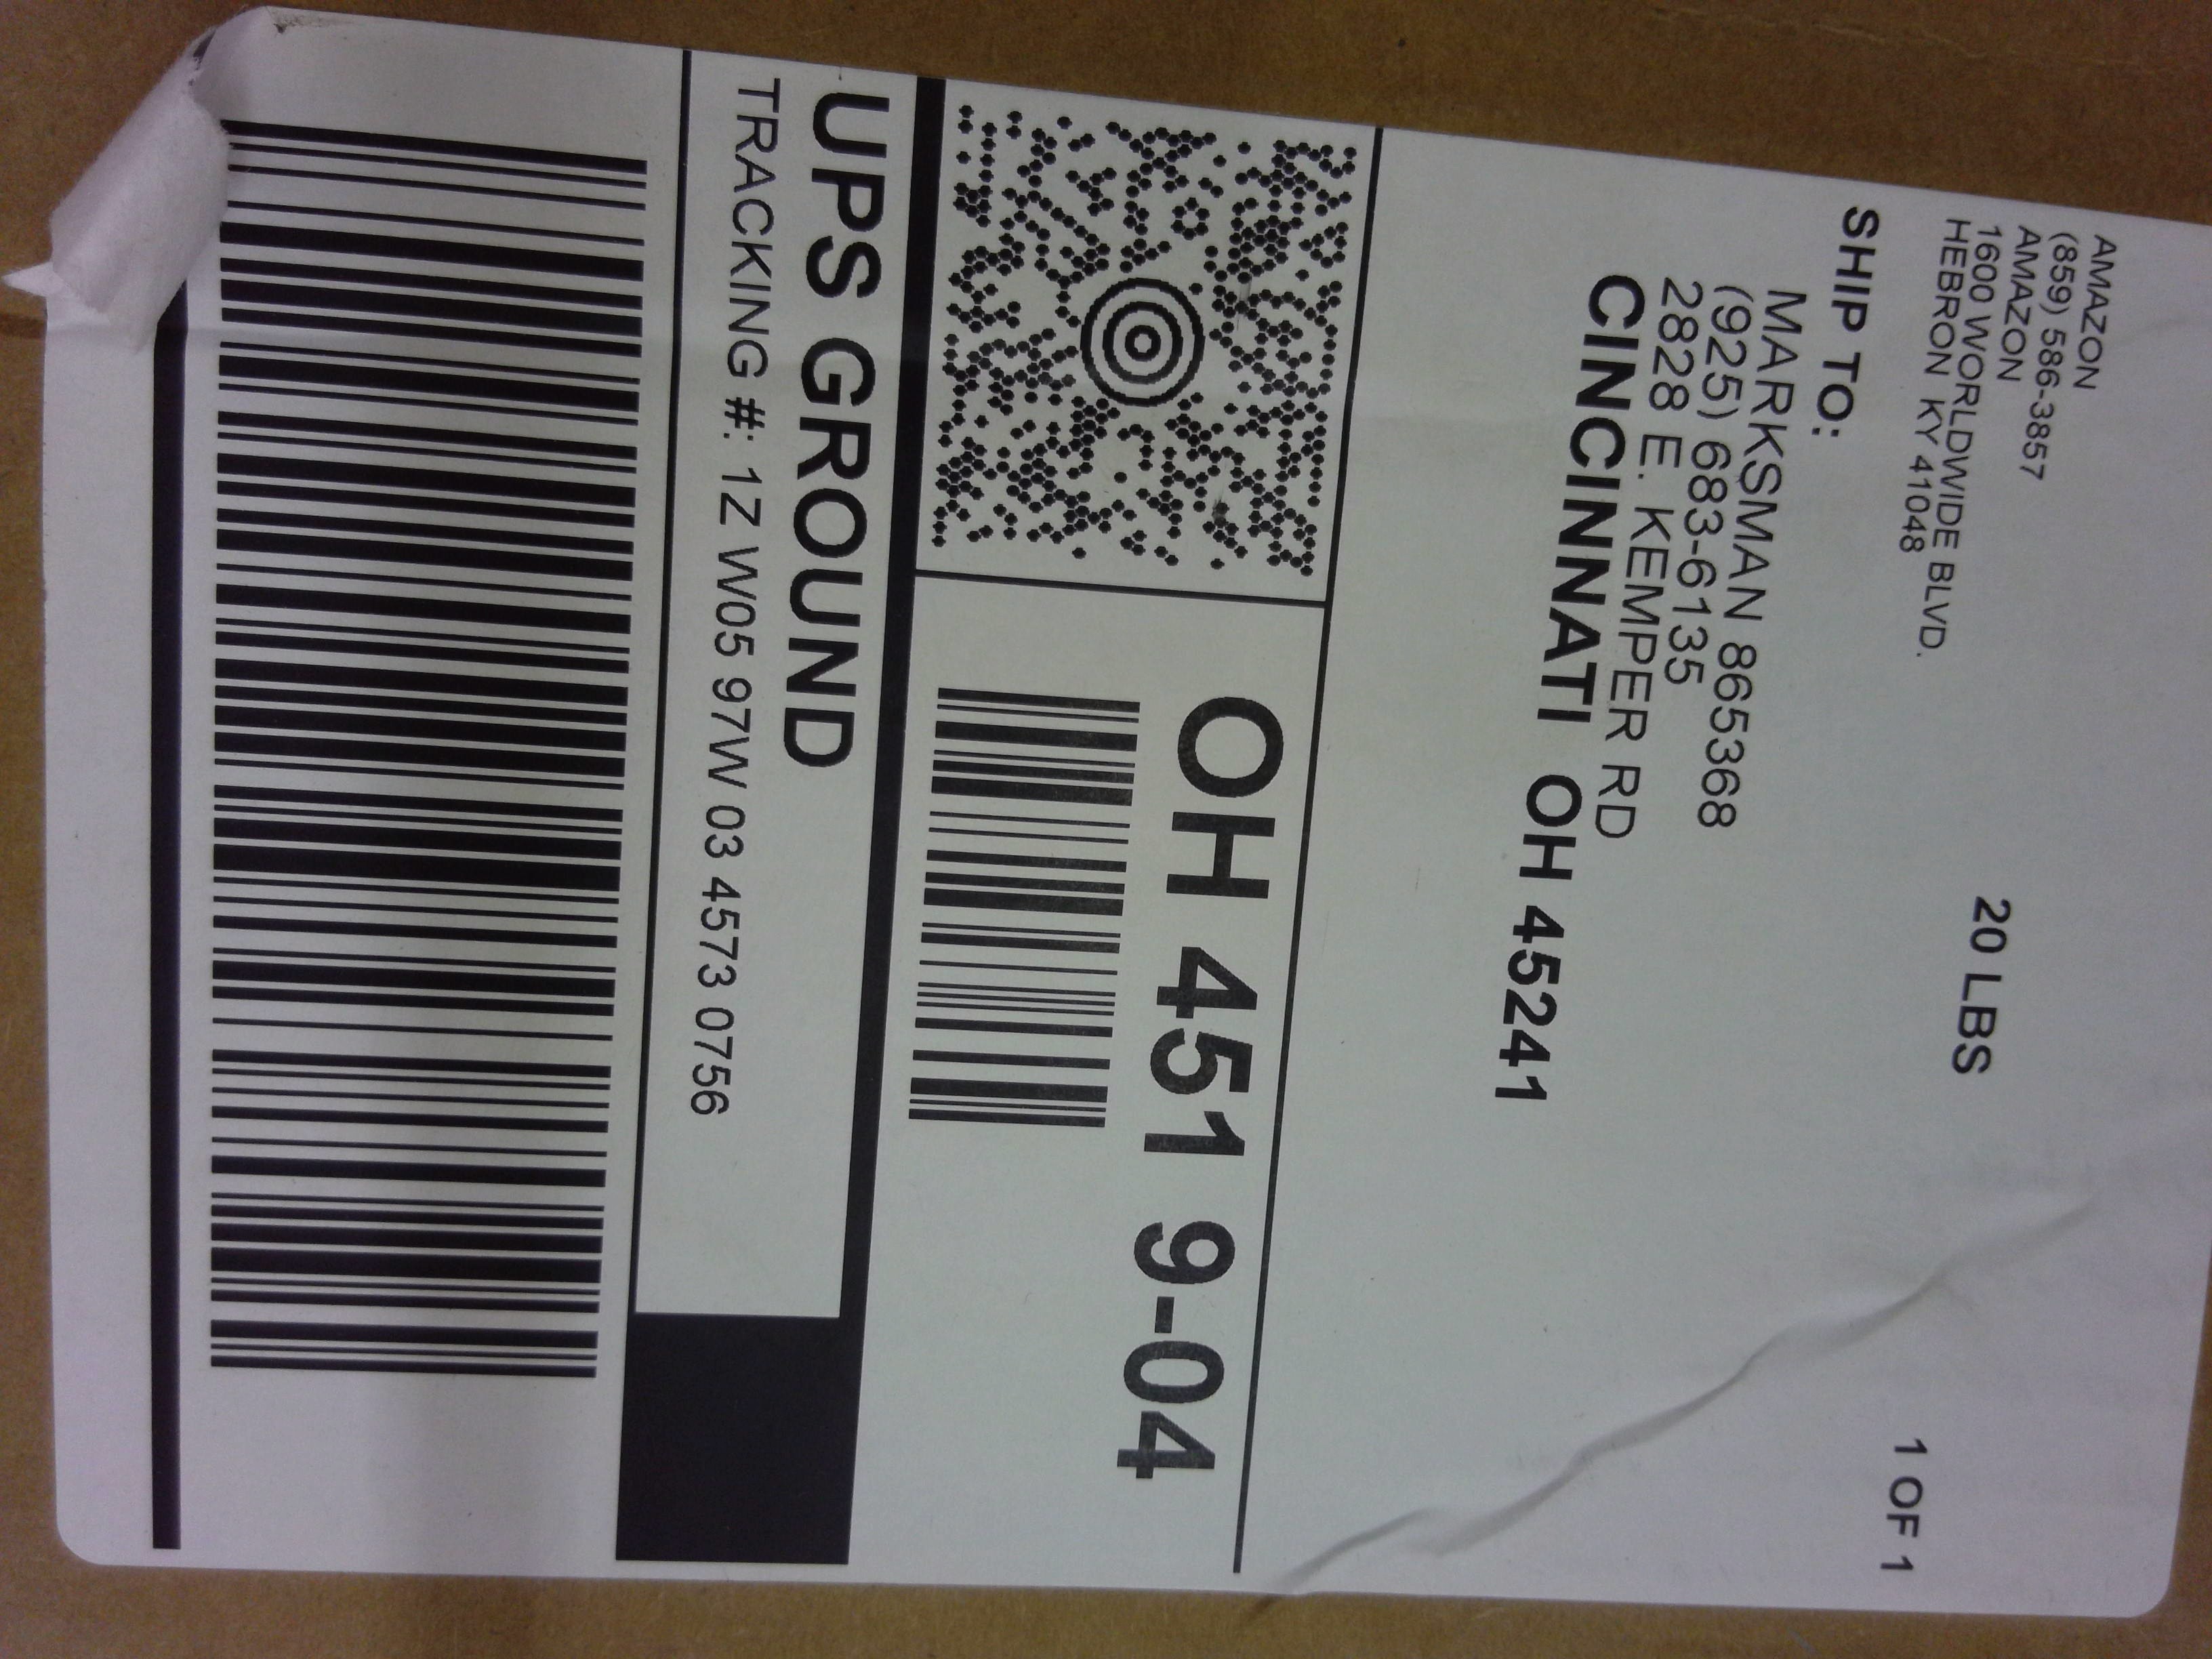 AMAZON
(859) 586-3857
AMAZON
1600 WORLDWIDE BLVD.
HEBRON KY 41048
20 LBS
1 OF 1
SHIP TO:
MARKSMAN 865368
(925) 683-6135
2828 E. KEMPER RD
CINCINNATI OH 45241
OH 451 9-04
UPS GROUND
TRACKING #: 1Z W05 97W 03 4573 0756